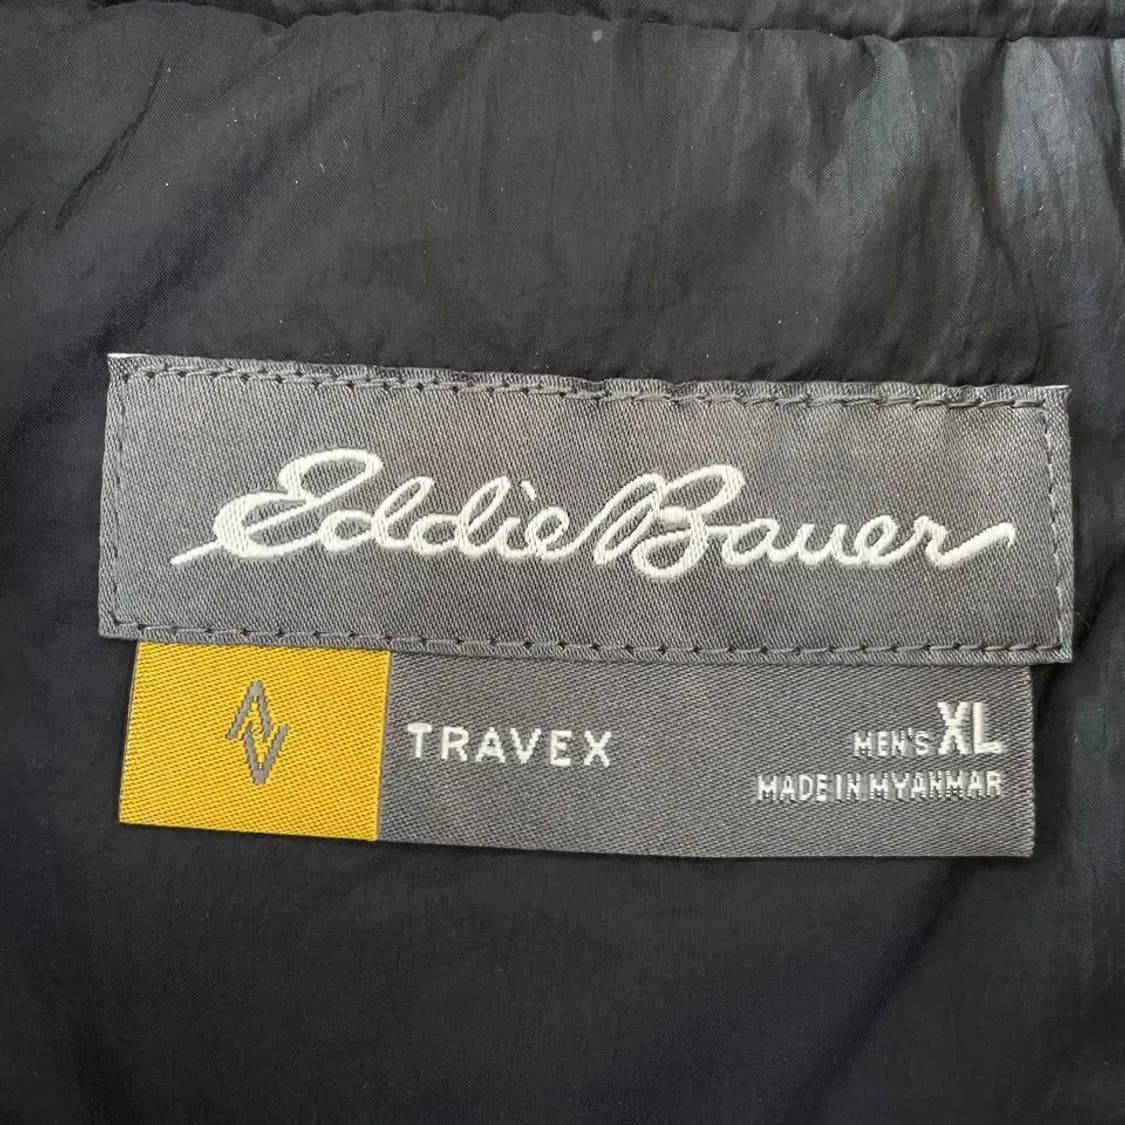 Eddie Bauer
TRAVEX
MEN'S XL
MADE IN MYANMAR